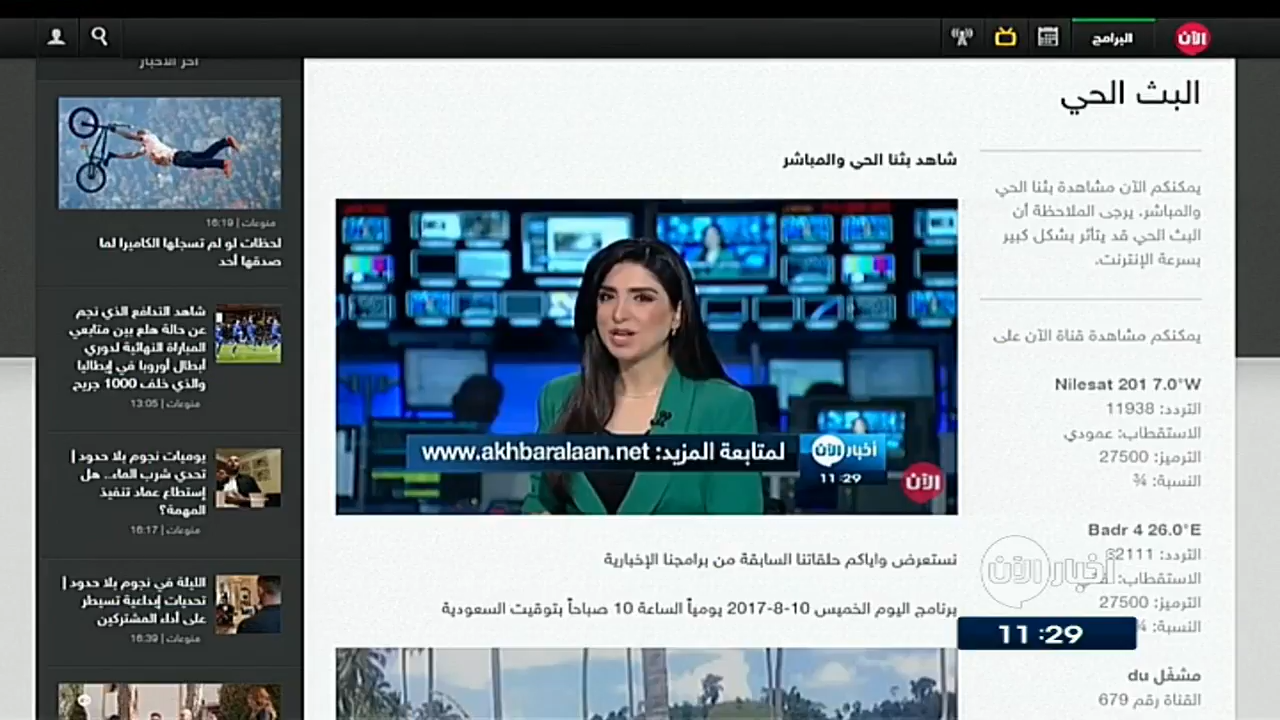 الآن
البرامج
البث الحي
يمكنكم الآن مشاهدة بثنا الحي
والمباشر. يرجى الملاحظة أن
البث الحي قد يتأثر بشكل كبير
بسرعة الإنترنت.
يمكنكم مشاهدة قناة الآن على
Nilesat 201 7.0°W
التردد: 11938
الاستقطاب: عمودي
الترميز: 27500
النسبة: ¾
Badr 4 26.0°E
التردد:
الاستقطاب:
الترميز: 27500
النسبة:
مشغّل du
القناة رقم 679
أخبار الآن
11:29
شاهد بثنا الحي والمباشر
لمتابعة المزيد: www.akhbaralaan.net
أخبار الآن
11:29
الآن
نستعرض واياكم حلقاتنا السابقة من برامجنا الإخبارية
برنامج اليوم الخميس 10-8-2017 يومياً الساعة 10 صباحاً بتوقيت السعودية
آخر الأخبار
منوعات | 16:19
لحظات لو لم تسجلها الكاميرا لما
صدقها أحد
شاهد التدافع الذي نجم
عن حالة هلع بين متابعي
المباراة النهائية لدوري
أبطال أوروبا في إيطاليا
والذي خلف 1000 جريح
منوعات | 13:05
يوميات نجوم بلا حدود |
تحدي شرب الماء.. هل
إستطاع عماد تنفيذ
المهمة؟
منوعات | 16:17
الليلة في نجوم بلا حدود |
تحديات إبداعية تسيطر
على أداء المشتركين
منوعات | 16:39